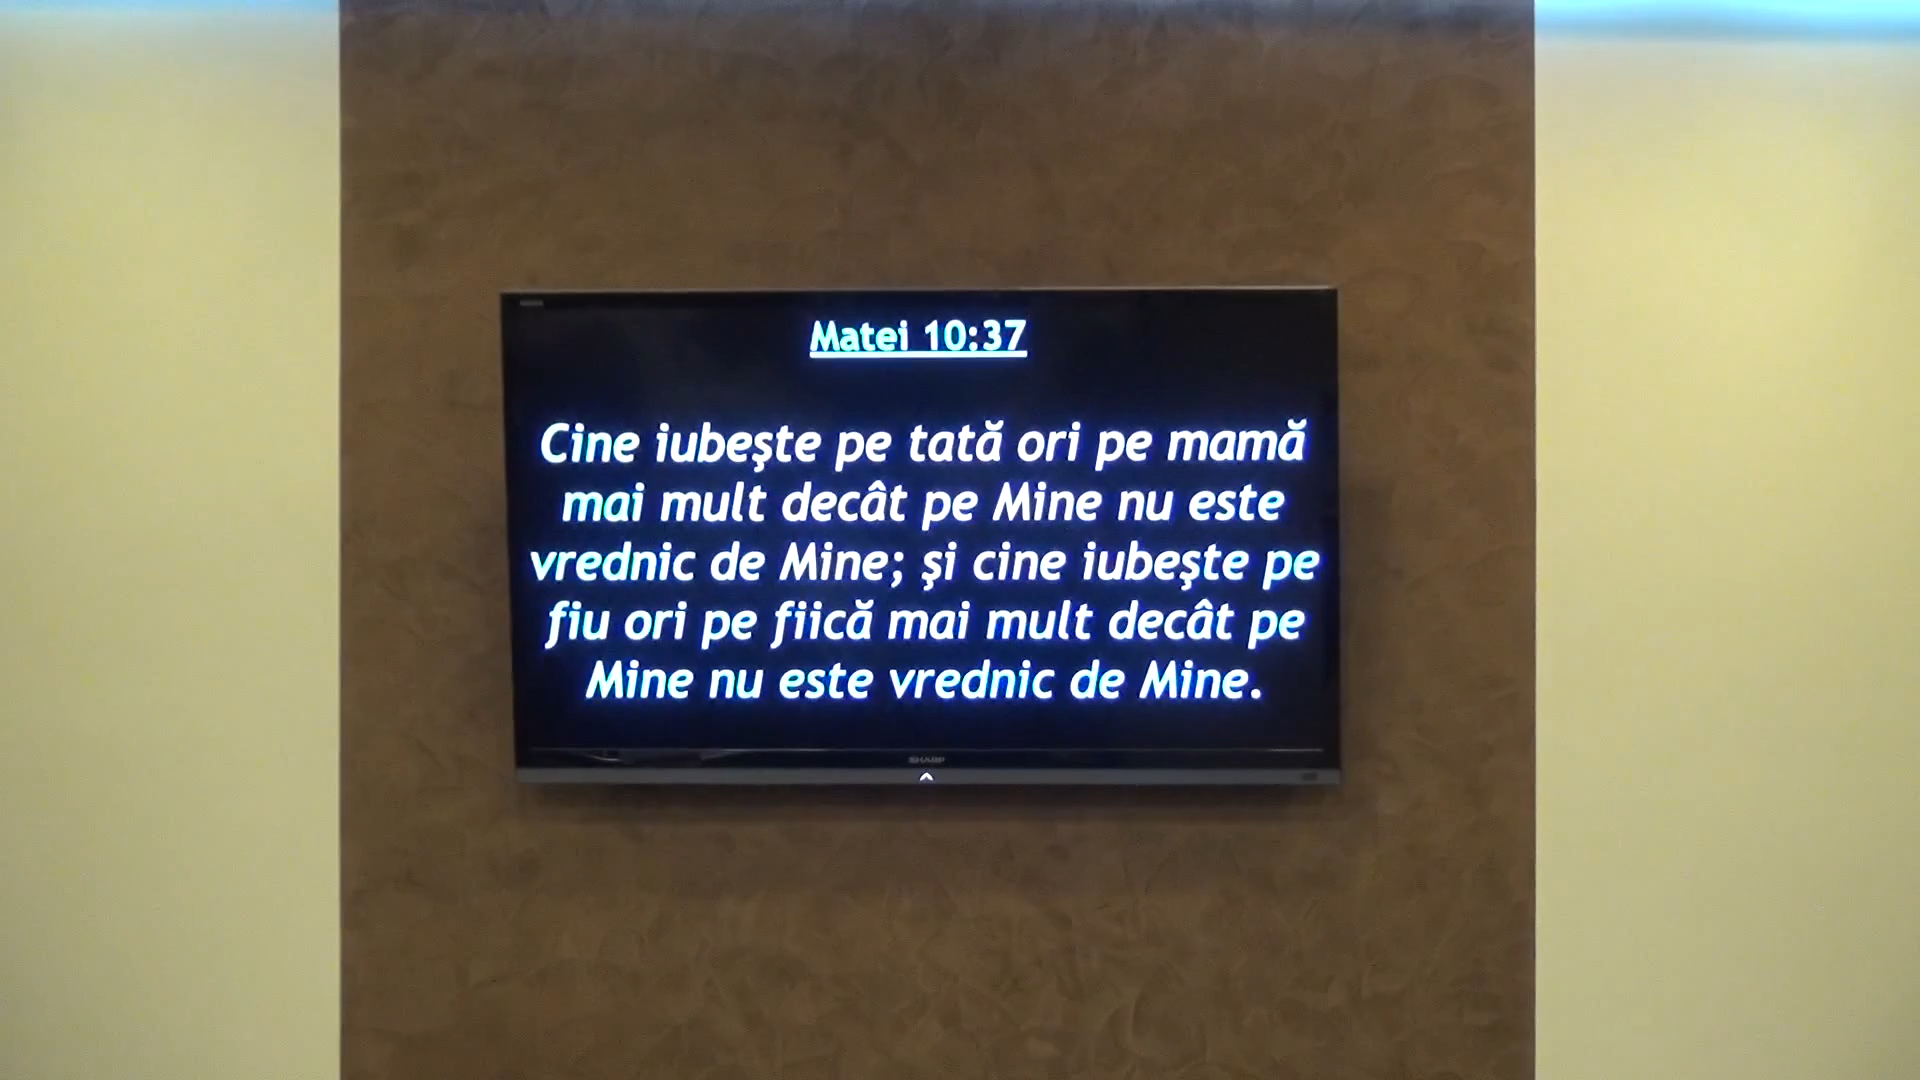 Matei 10:37
Cine iubeşte pe tată ori pe mamă
mai mult decât pe Mine nu este
vrednic de Mine; şi cine iubeşte pe
fiu ori pe fiică mai mult decât pe
Mine nu este vrednic de Mine.
SHARP